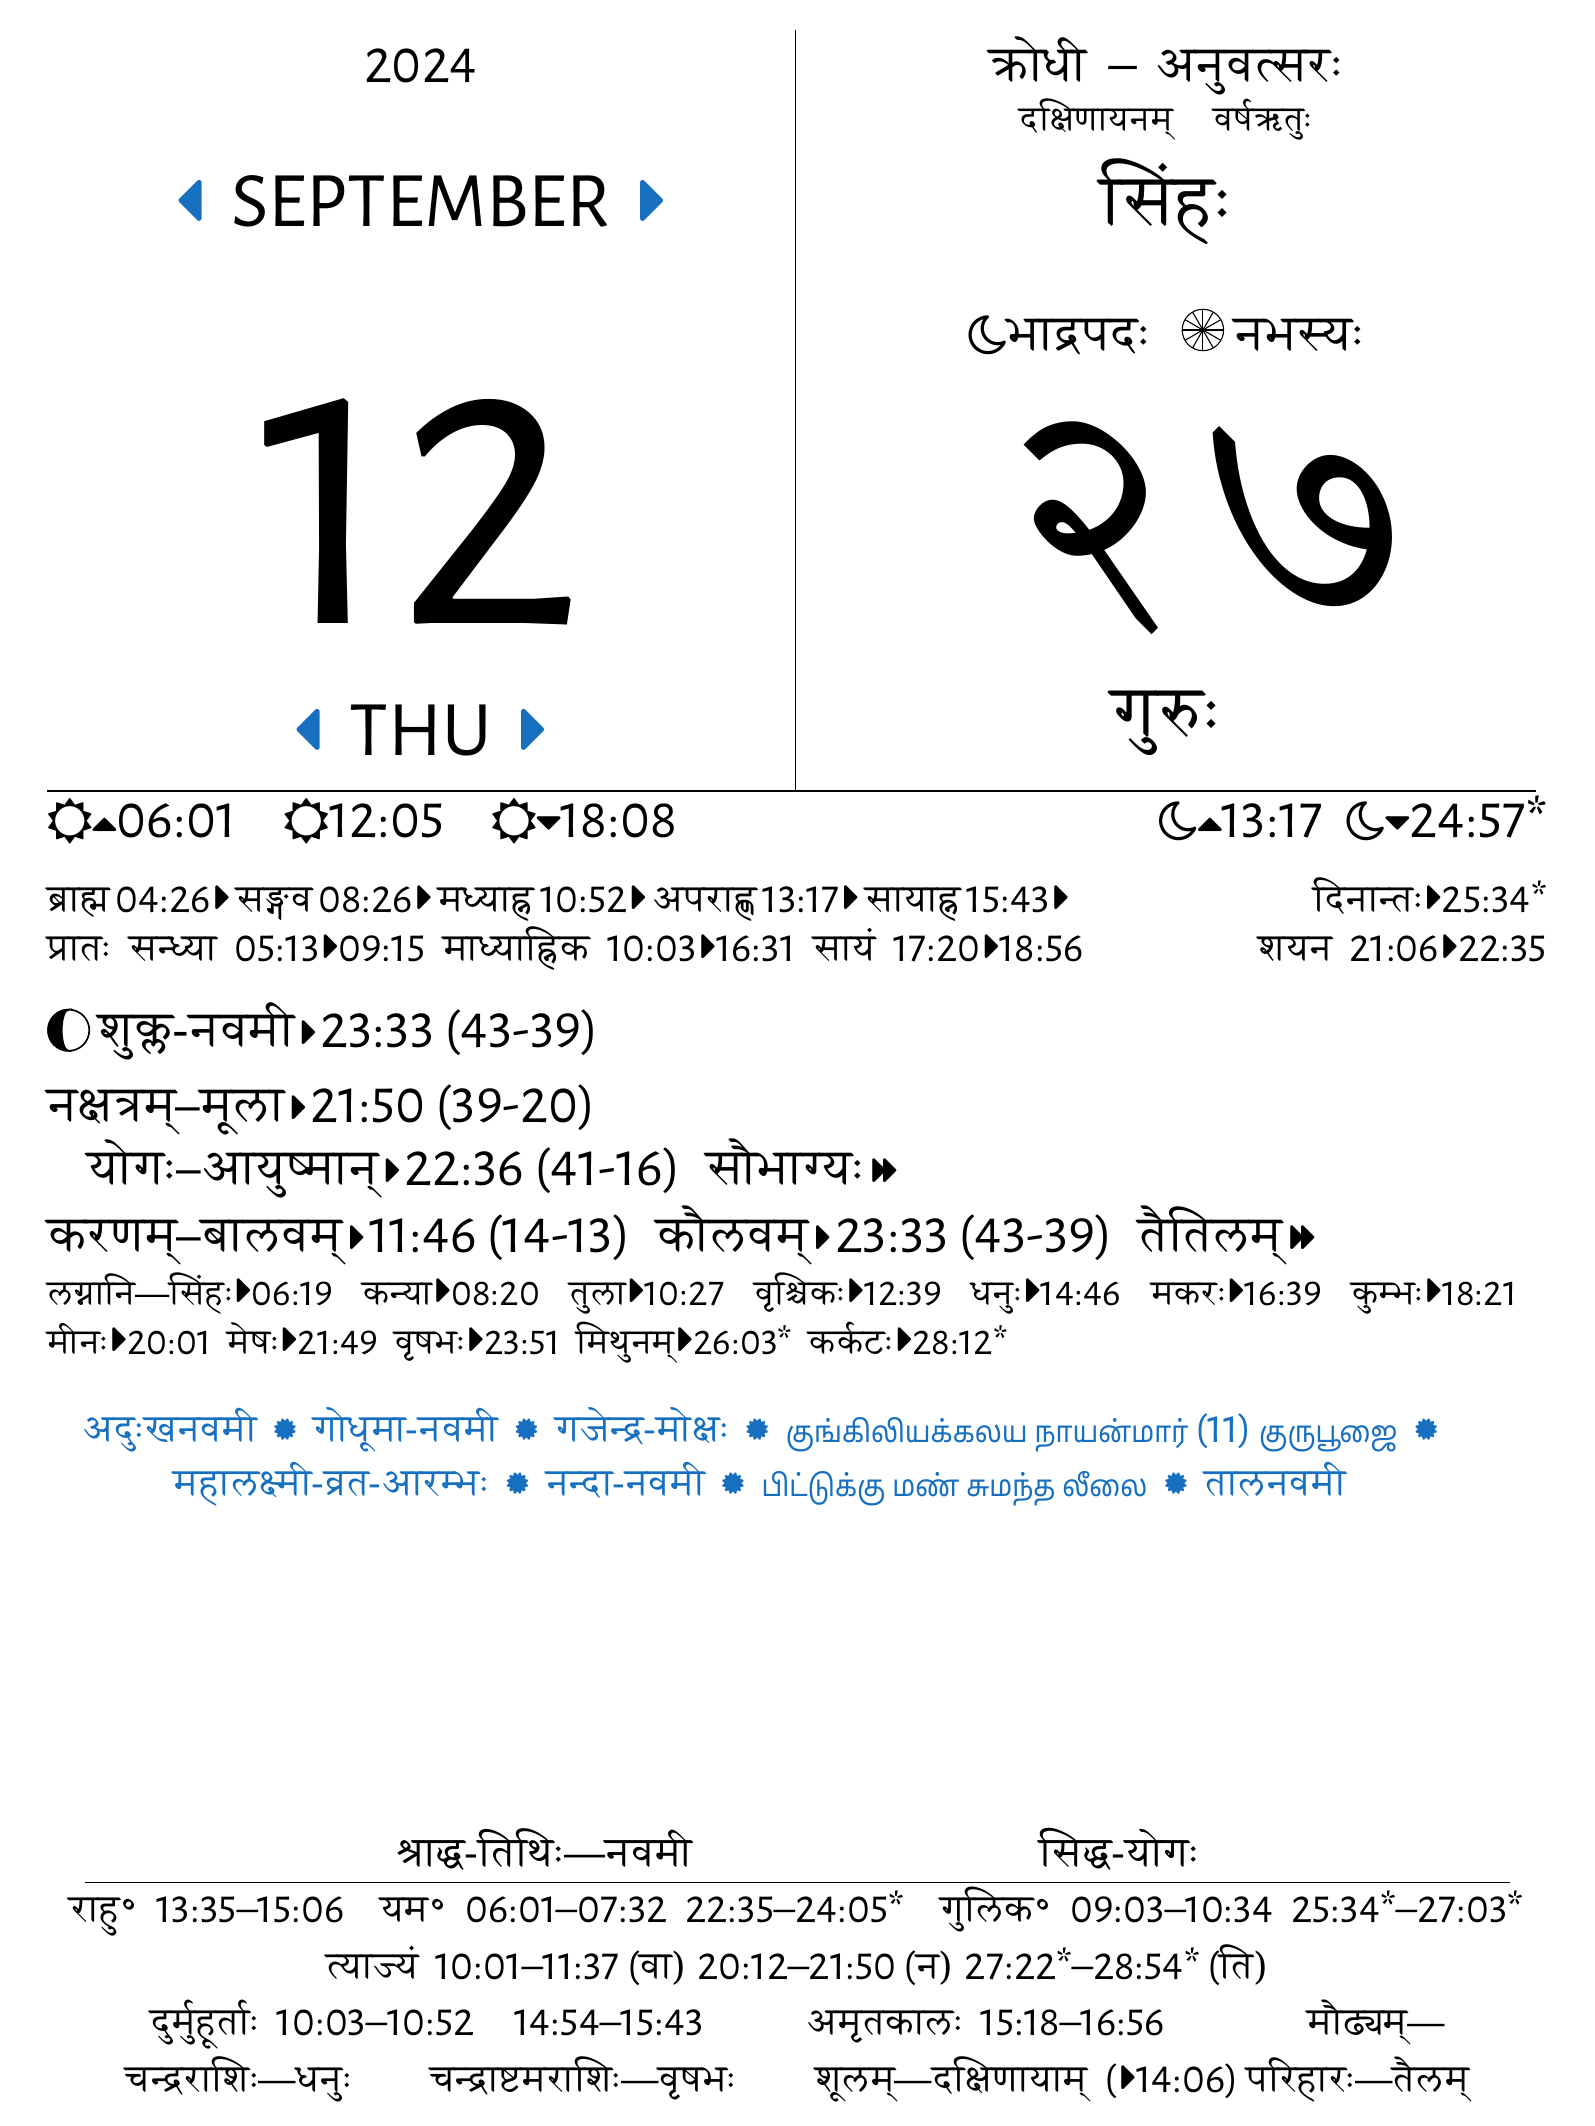 2024
SEPTEMBER
12
THU
क्रोधी – अनुवत्सरः
दक्षिणायनम् वर्षऋतुः
सिंहः
भाद्रपदः नभस्यः
२७
गुरुः
06:01 12:05 18:08 13:17 24:57*
ब्राह्म 04:26 सङ्गव 08:26 मध्याह्न 10:52 अपराह्ण 13:17 सायाह्न 15:43 दिनान्तः 25:34*
प्रातः सन्ध्या 05:13 09:15 माध्याह्निक 10:03 16:31 सायं 17:20 18:56 शयन 21:06 22:35
शुक्ल-नवमी 23:33 (43-39)
नक्षत्रम्–मूला 21:50 (39-20)
योगः–आयुष्मान् 22:36 (41-16) सौभाग्यः
करणम्–बालवम् 11:46 (14-13) कौलवम् 23:33 (43-39) तैतिलम्
लग्नानि—सिंहः 06:19 कन्या 08:20 तुला 10:27 वृश्चिकः 12:39 धनुः 14:46 मकरः 16:39 कुम्भः 18:21
मीनः 20:01 मेषः 21:49 वृषभः 23:51 मिथुनम् 26:03* कर्कटः 28:12*
अदुःखनवमी ✹ गोधूमा-नवमी ✹ गजेन्द्र-मोक्षः ✹ குங்கிலியக்கலய நாயன்மார் (11) குருபூஜை ✹
महालक्ष्मी-व्रत-आरम्भः ✹ नन्दा-नवमी ✹ பிட்டுக்கு மண் சுமந்த லீலை ✹ तालनवमी
श्राद्ध-तिथिः—नवमी सिद्ध-योगः
राहु॰ 13:35–15:06 यम॰ 06:01–07:32 22:35–24:05* गुलिक॰ 09:03–10:34 25:34*–27:03*
त्याज्यं 10:01–11:37 (वा) 20:12–21:50 (न) 27:22*–28:54* (ति)
दुर्मुहूर्ताः 10:03–10:52 14:54–15:43 अमृतकालः 15:18–16:56 मौढ्यम्—
चन्द्रराशिः—धनुः चन्द्राष्टमराशिः—वृषभः शूलम्—दक्षिणायाम् (14:06) परिहारः—तैलम्